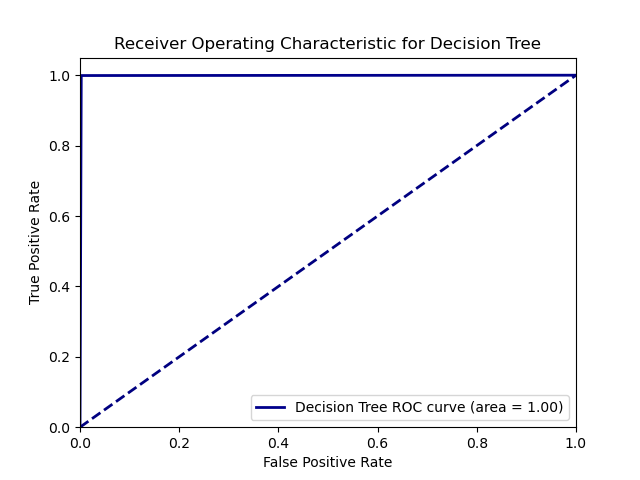 Receiver Operating Characteristic for Decision Tree
1.0
0.8
0.6
0.4
0.2
0.0
True Positive Rate
Decision Tree ROC curve (area = 1.00)
0.0 0.2 0.4 0.6 0.8 1.0
False Positive Rate